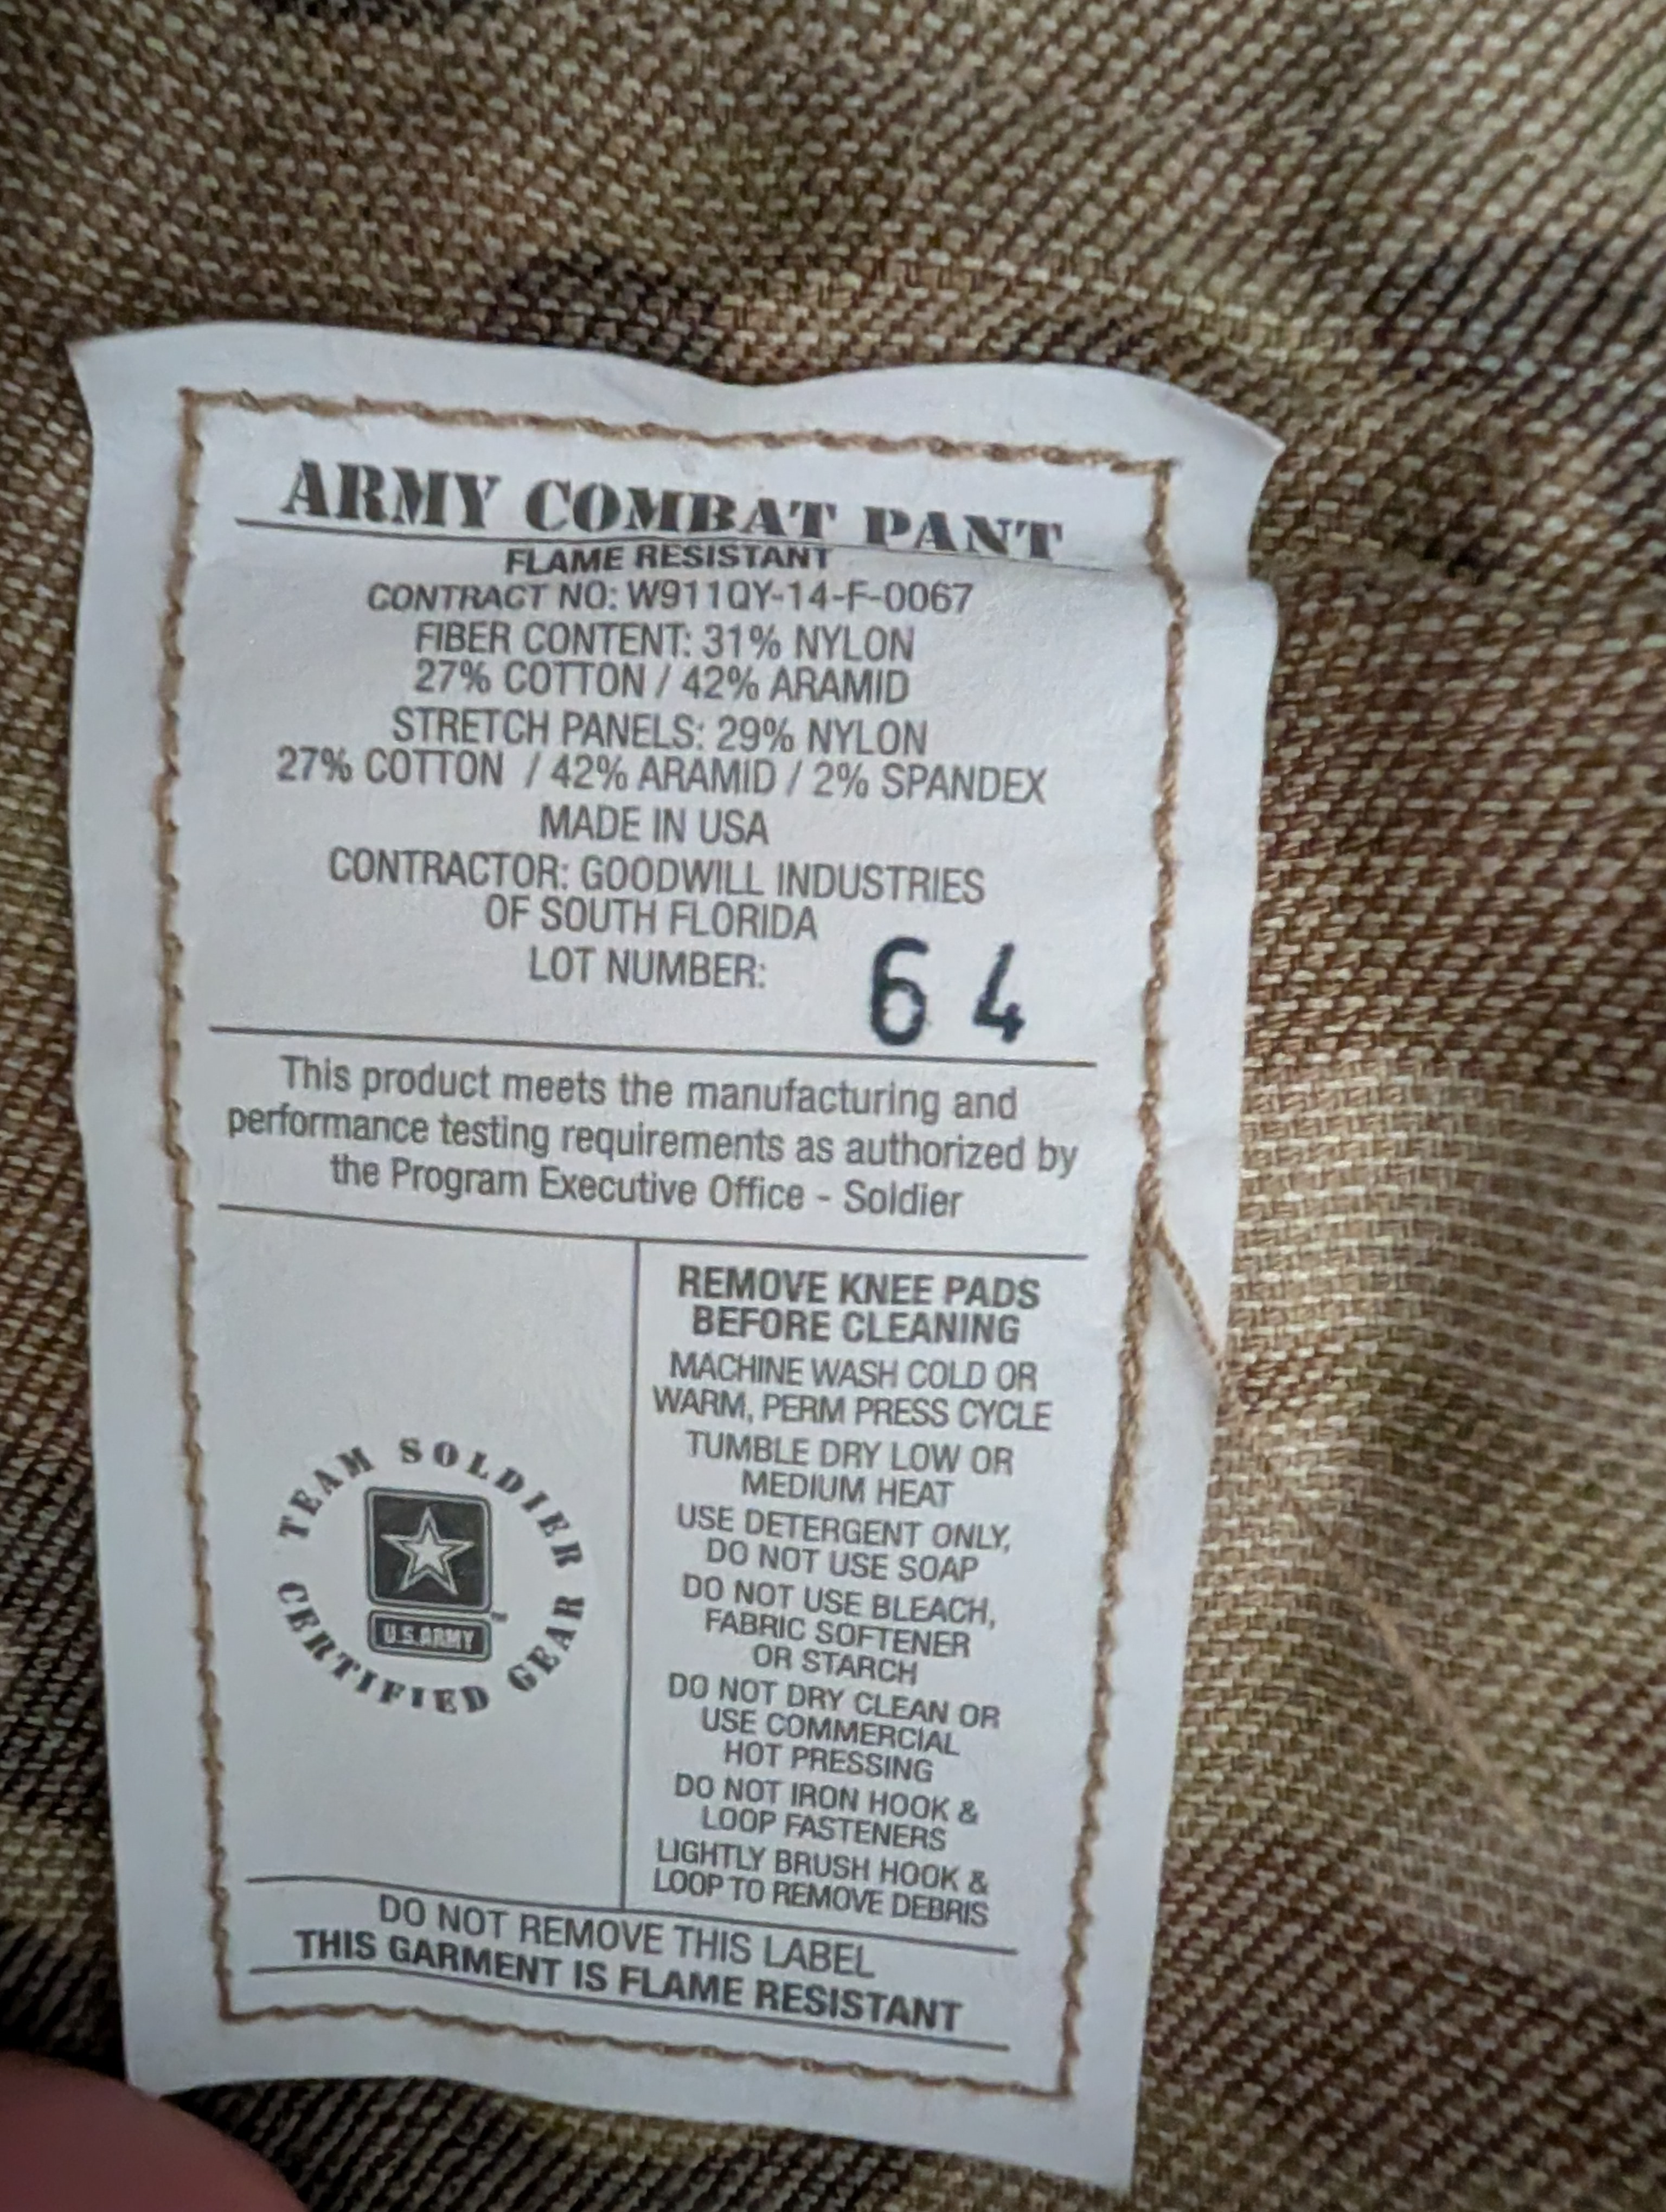 ARMY COMBAT PANT
FLAME RESISTANT
CONTRACT NO: W911QY-14-F-0067
FIBER CONTENT: 31% NYLON
27% COTTON / 42% ARAMID
STRETCH PANELS: 29% NYLON
27% COTTON / 42% ARAMID / 2% SPANDEX
MADE IN USA
CONTRACTOR: GOODWILL INDUSTRIES
OF SOUTH FLORIDA
LOT NUMBER: 64
This product meets the manufacturing and
performance testing requirements as authorized by
the Program Executive Office - Soldier
TEAM SOLDIER
U.S.ARMY
™
CERTIFIED GEAR
REMOVE KNEE PADS
BEFORE CLEANING
MACHINE WASH COLD OR
WARM, PERM PRESS CYCLE
TUMBLE DRY LOW OR
MEDIUM HEAT
USE DETERGENT ONLY,
DO NOT USE SOAP
DO NOT USE BLEACH,
FABRIC SOFTENER
OR STARCH
DO NOT DRY CLEAN OR
USE COMMERCIAL
HOT PRESSING
DO NOT IRON HOOK &
LOOP FASTENERS
LIGHTLY BRUSH HOOK &
LOOP TO REMOVE DEBRIS
DO NOT REMOVE THIS LABEL
THIS GARMENT IS FLAME RESISTANT